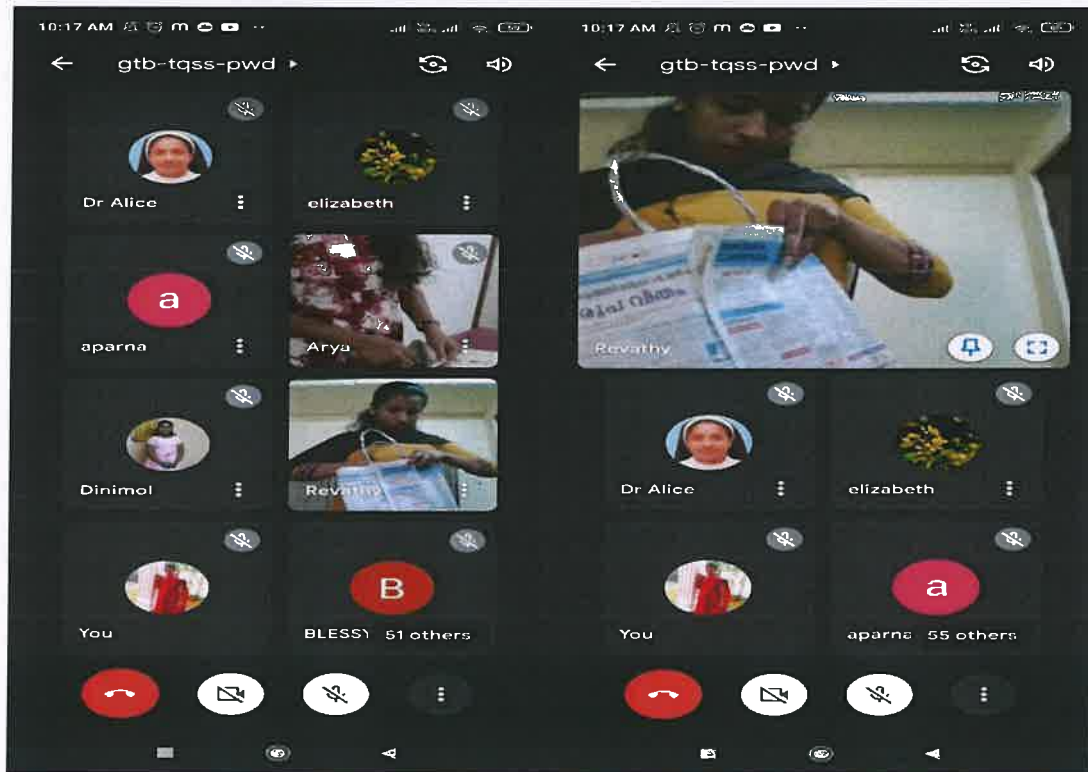 10:17 AM
gtb-tqss-pwd
Dr Alice
elizabeth
aparna
Arya
Dinimol
Revathy
You
B
BLESSY
51 others
a
10:17 AM
gtb-tqss-pwd
Revathy
Dr Alice
elizabeth
You
a
aparna
55 others